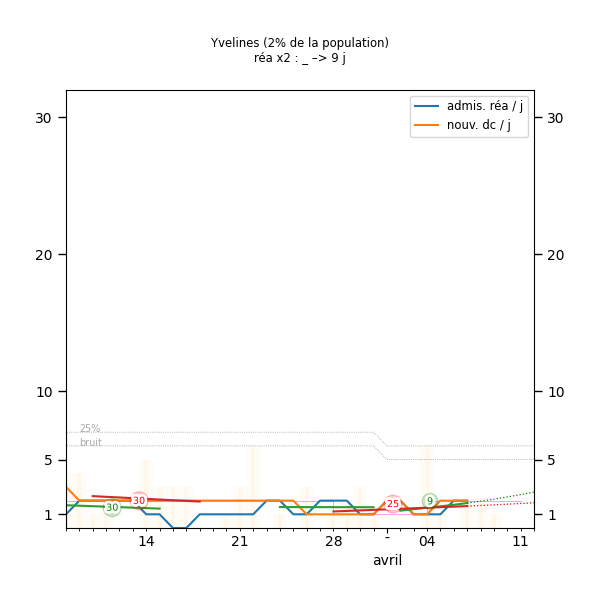 Yvelines (2% de la population)
réa x2 : _ –> 9 j
admis. réa / j
nouv. dc / j
30 30
20 20
10 10
25%
bruit
5 5
30 30 25 9
1 1
14 21 28 - 04 11
avril